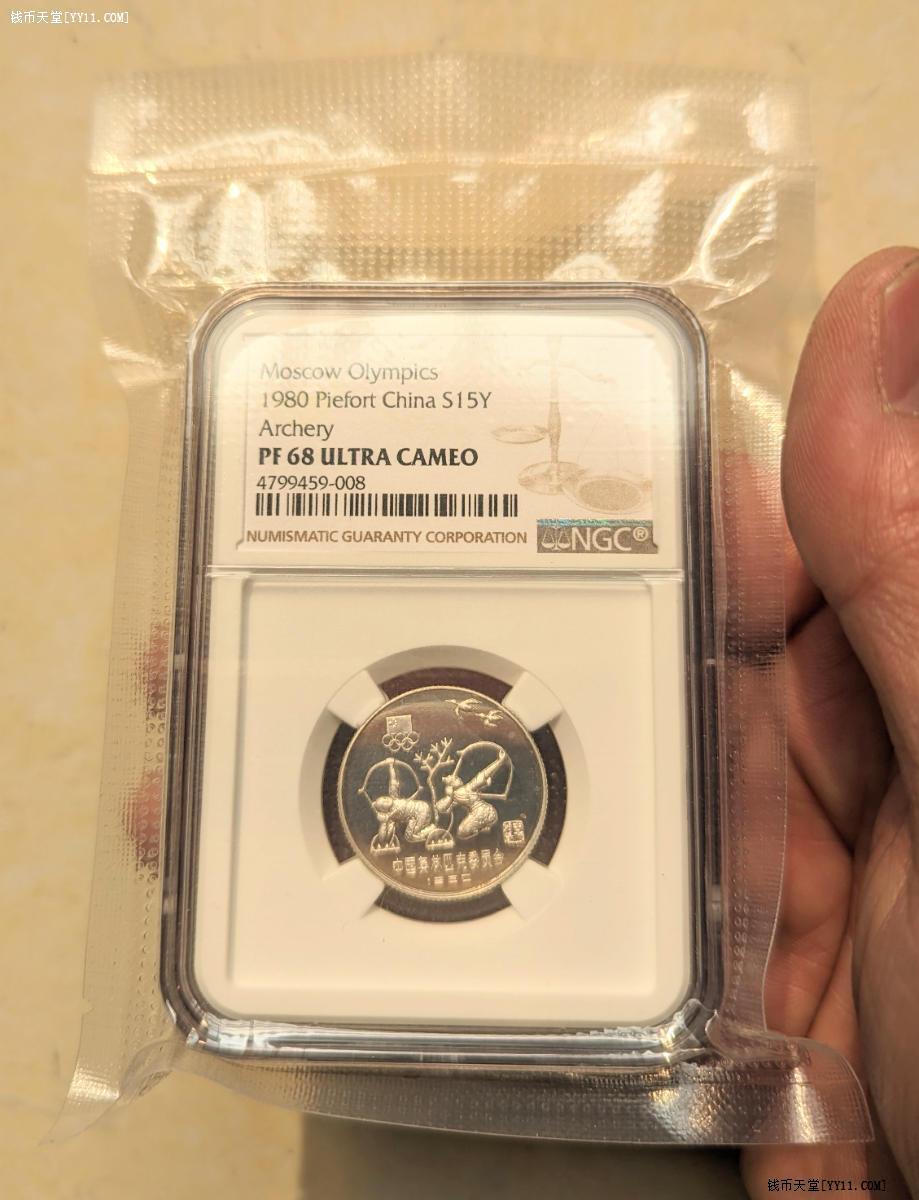 钱币天堂[YY11.COM]
Moscow Olympics
1980 Piefort China S15Y
Archery
PF 68 ULTRA CAMEO
4799459-008
NUMISMATIC GUARANTY CORPORATION
NGC®
中国奥林匹克委员会
1980
钱币天堂[YY11.COM]